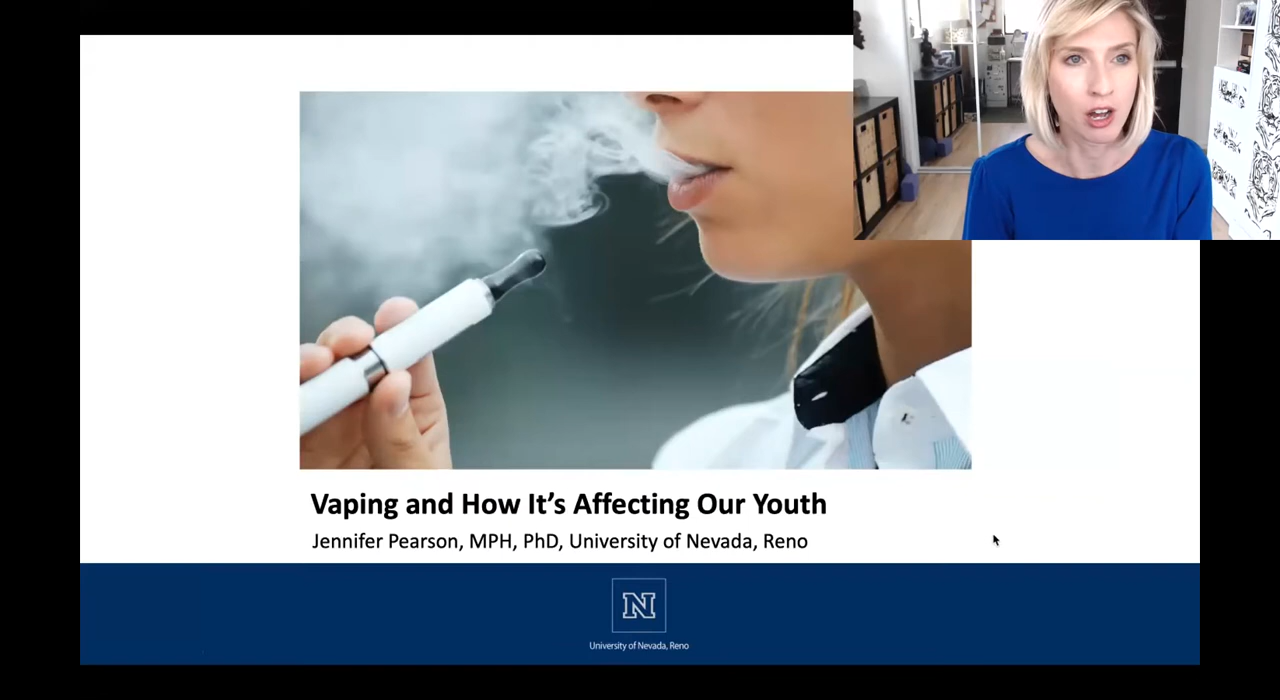 Vaping and How It’s Affecting Our Youth
Jennifer Pearson, MPH, PhD, University of Nevada, Reno
N
University of Nevada, Reno